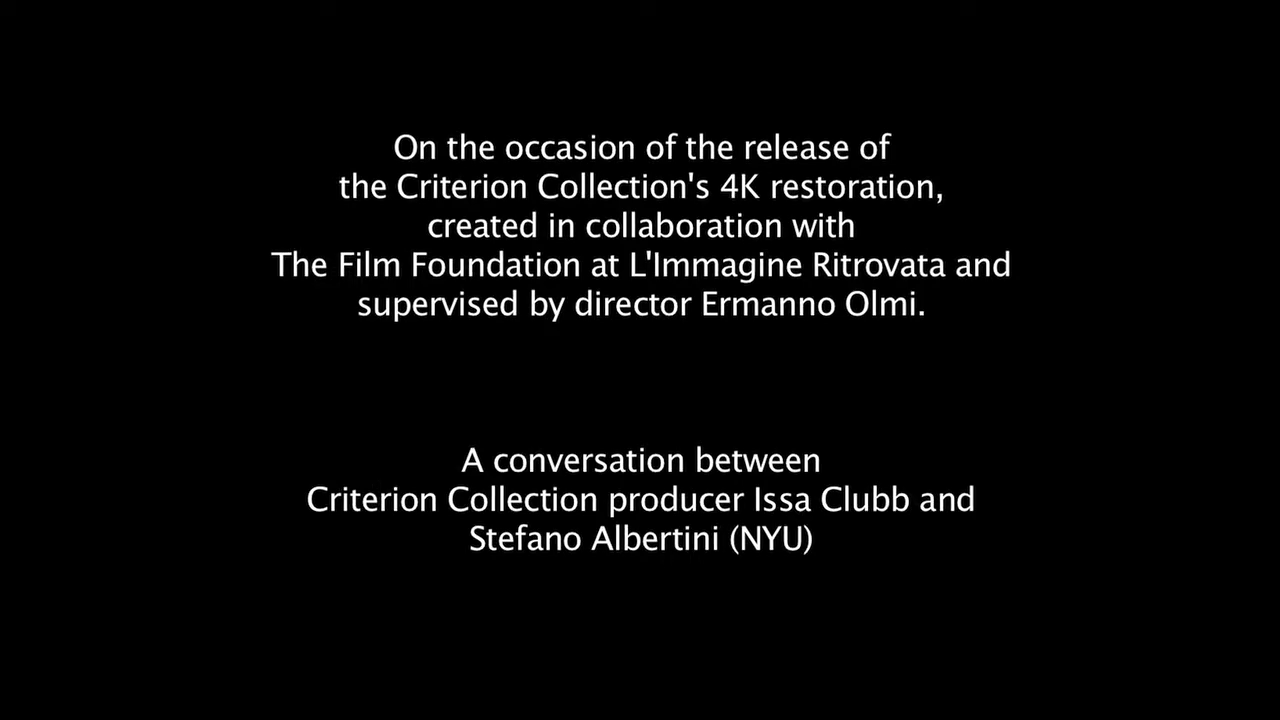 On the occasion of the release of
the Criterion Collection's 4K restoration,
created in collaboration with
The Film Foundation at L'Immagine Ritrovata and
supervised by director Ermanno Olmi.
A conversation between
Criterion Collection producer Issa Clubb and
Stefano Albertini (NYU)